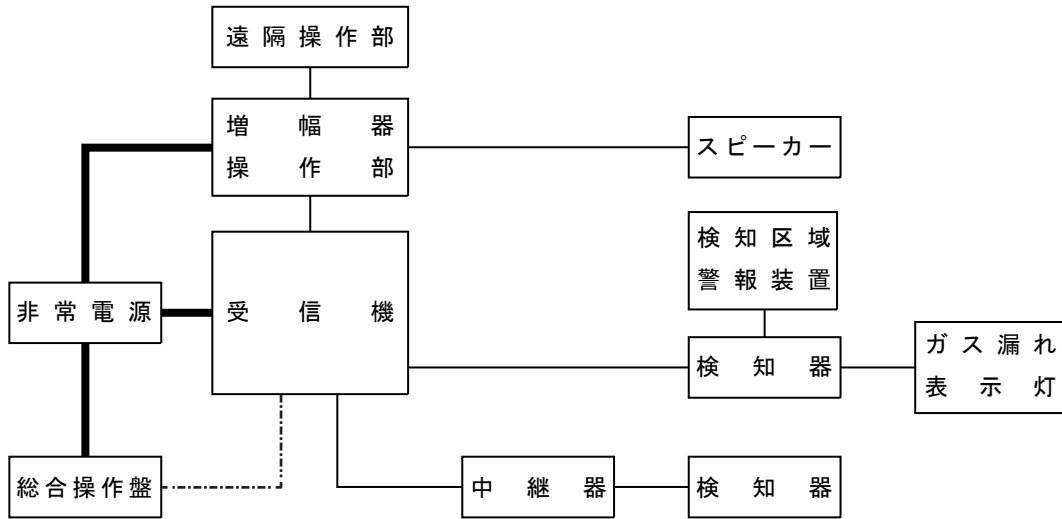 遠隔操作部
増幅器
操作部
スピーカー
検知区域
警報装置
非常電源
受信機
検知器
ガス漏れ
表示灯
総合操作盤
中継器
検知器